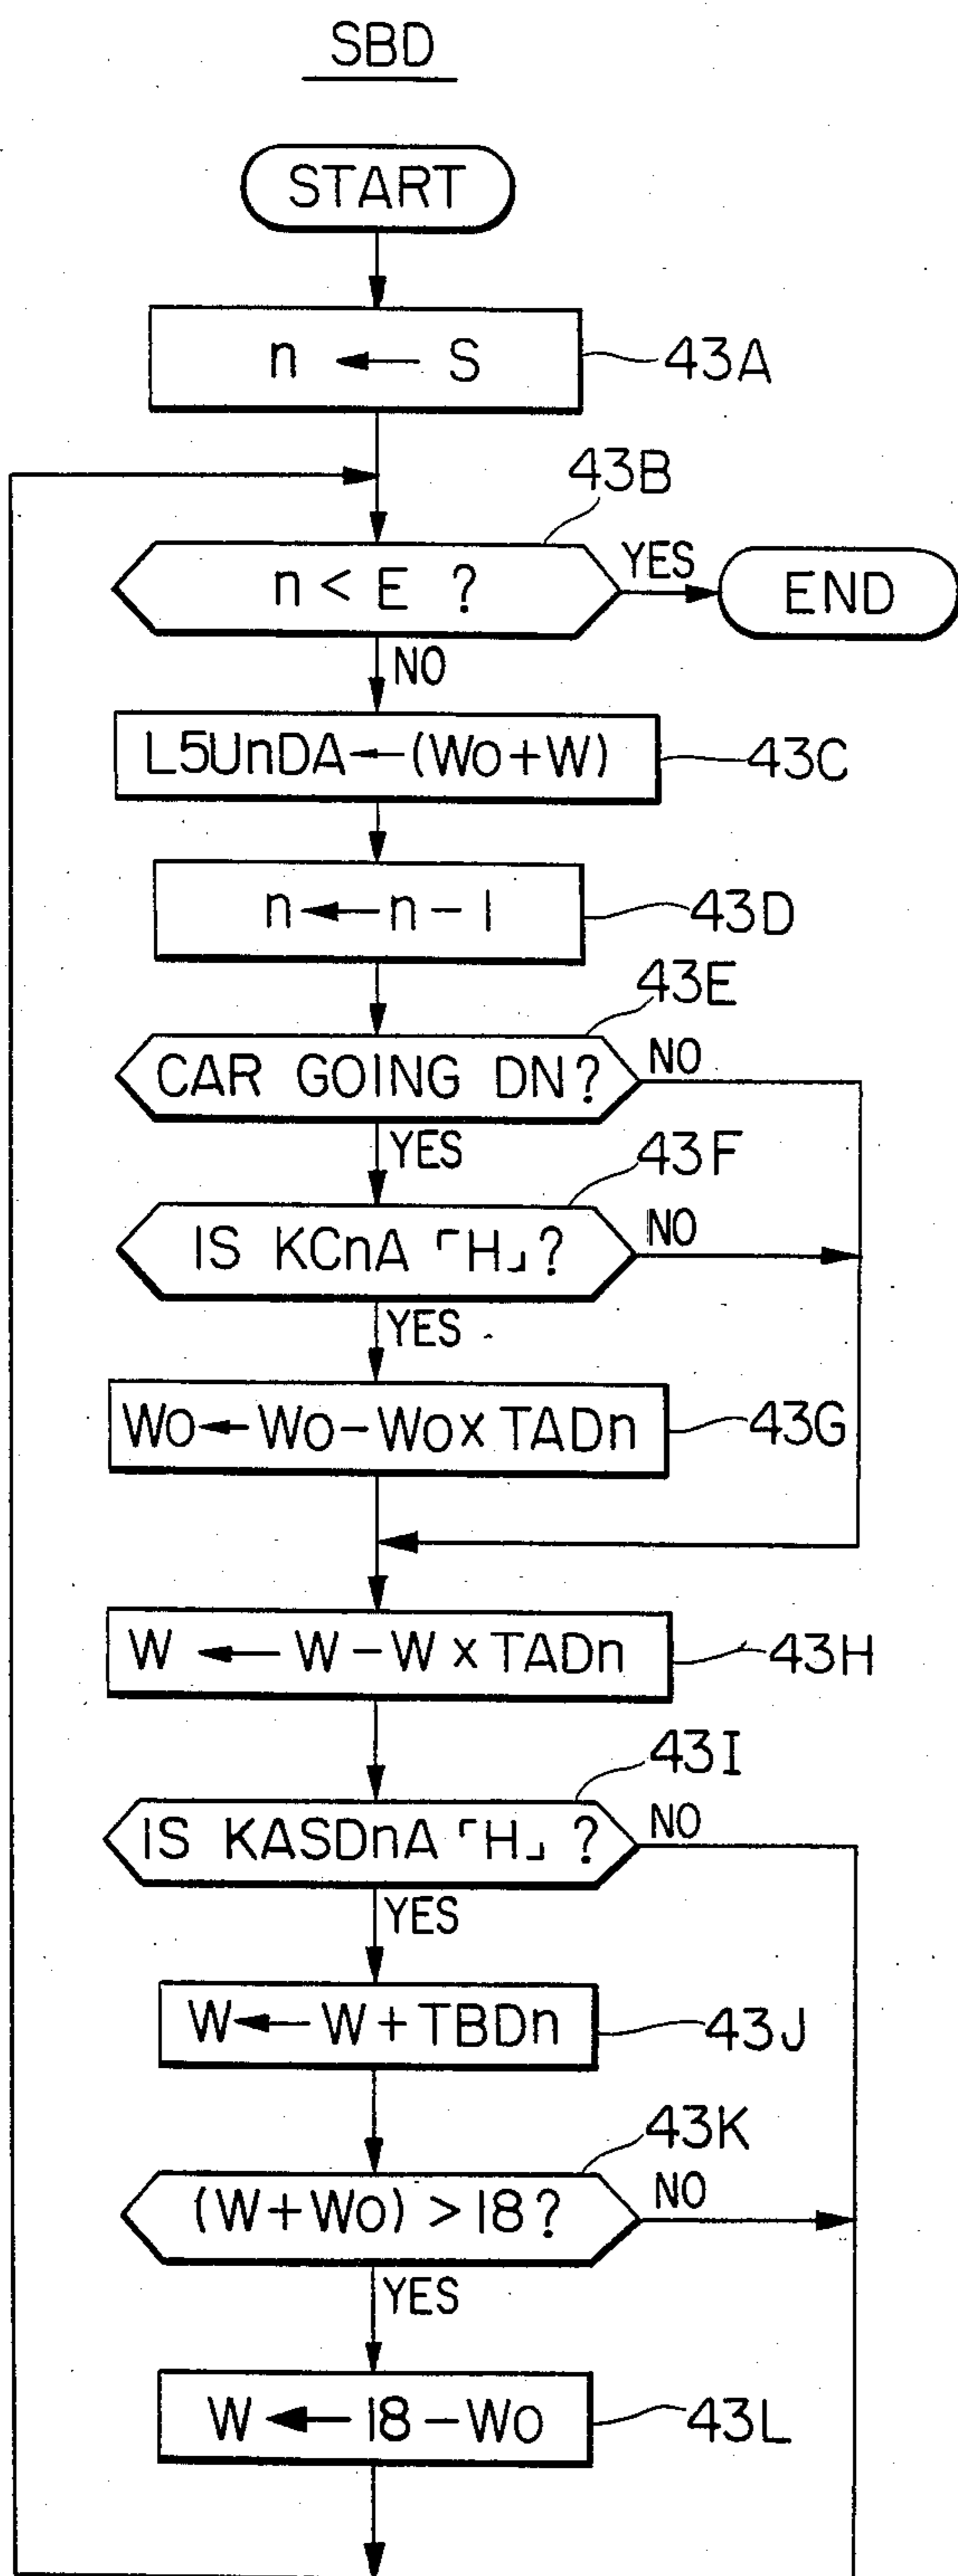 SBD
START
n ← S
43A
43B
n < E ?
YES
END
NO
L5UnDA←(Wo+W)
43C
n←n-1
43D
43E
CAR GOING DN?
NO
YES
43F
IS KCnA 「H」?
NO
YES
Wo←Wo-Wo×TADn
43G
W ← W-W×TADn
43H
43I
IS KASDnA 「H」 ?
NO
YES
W←W+TBDn
43J
43K
(W+Wo) >18?
NO
YES
W←18-Wo
43L